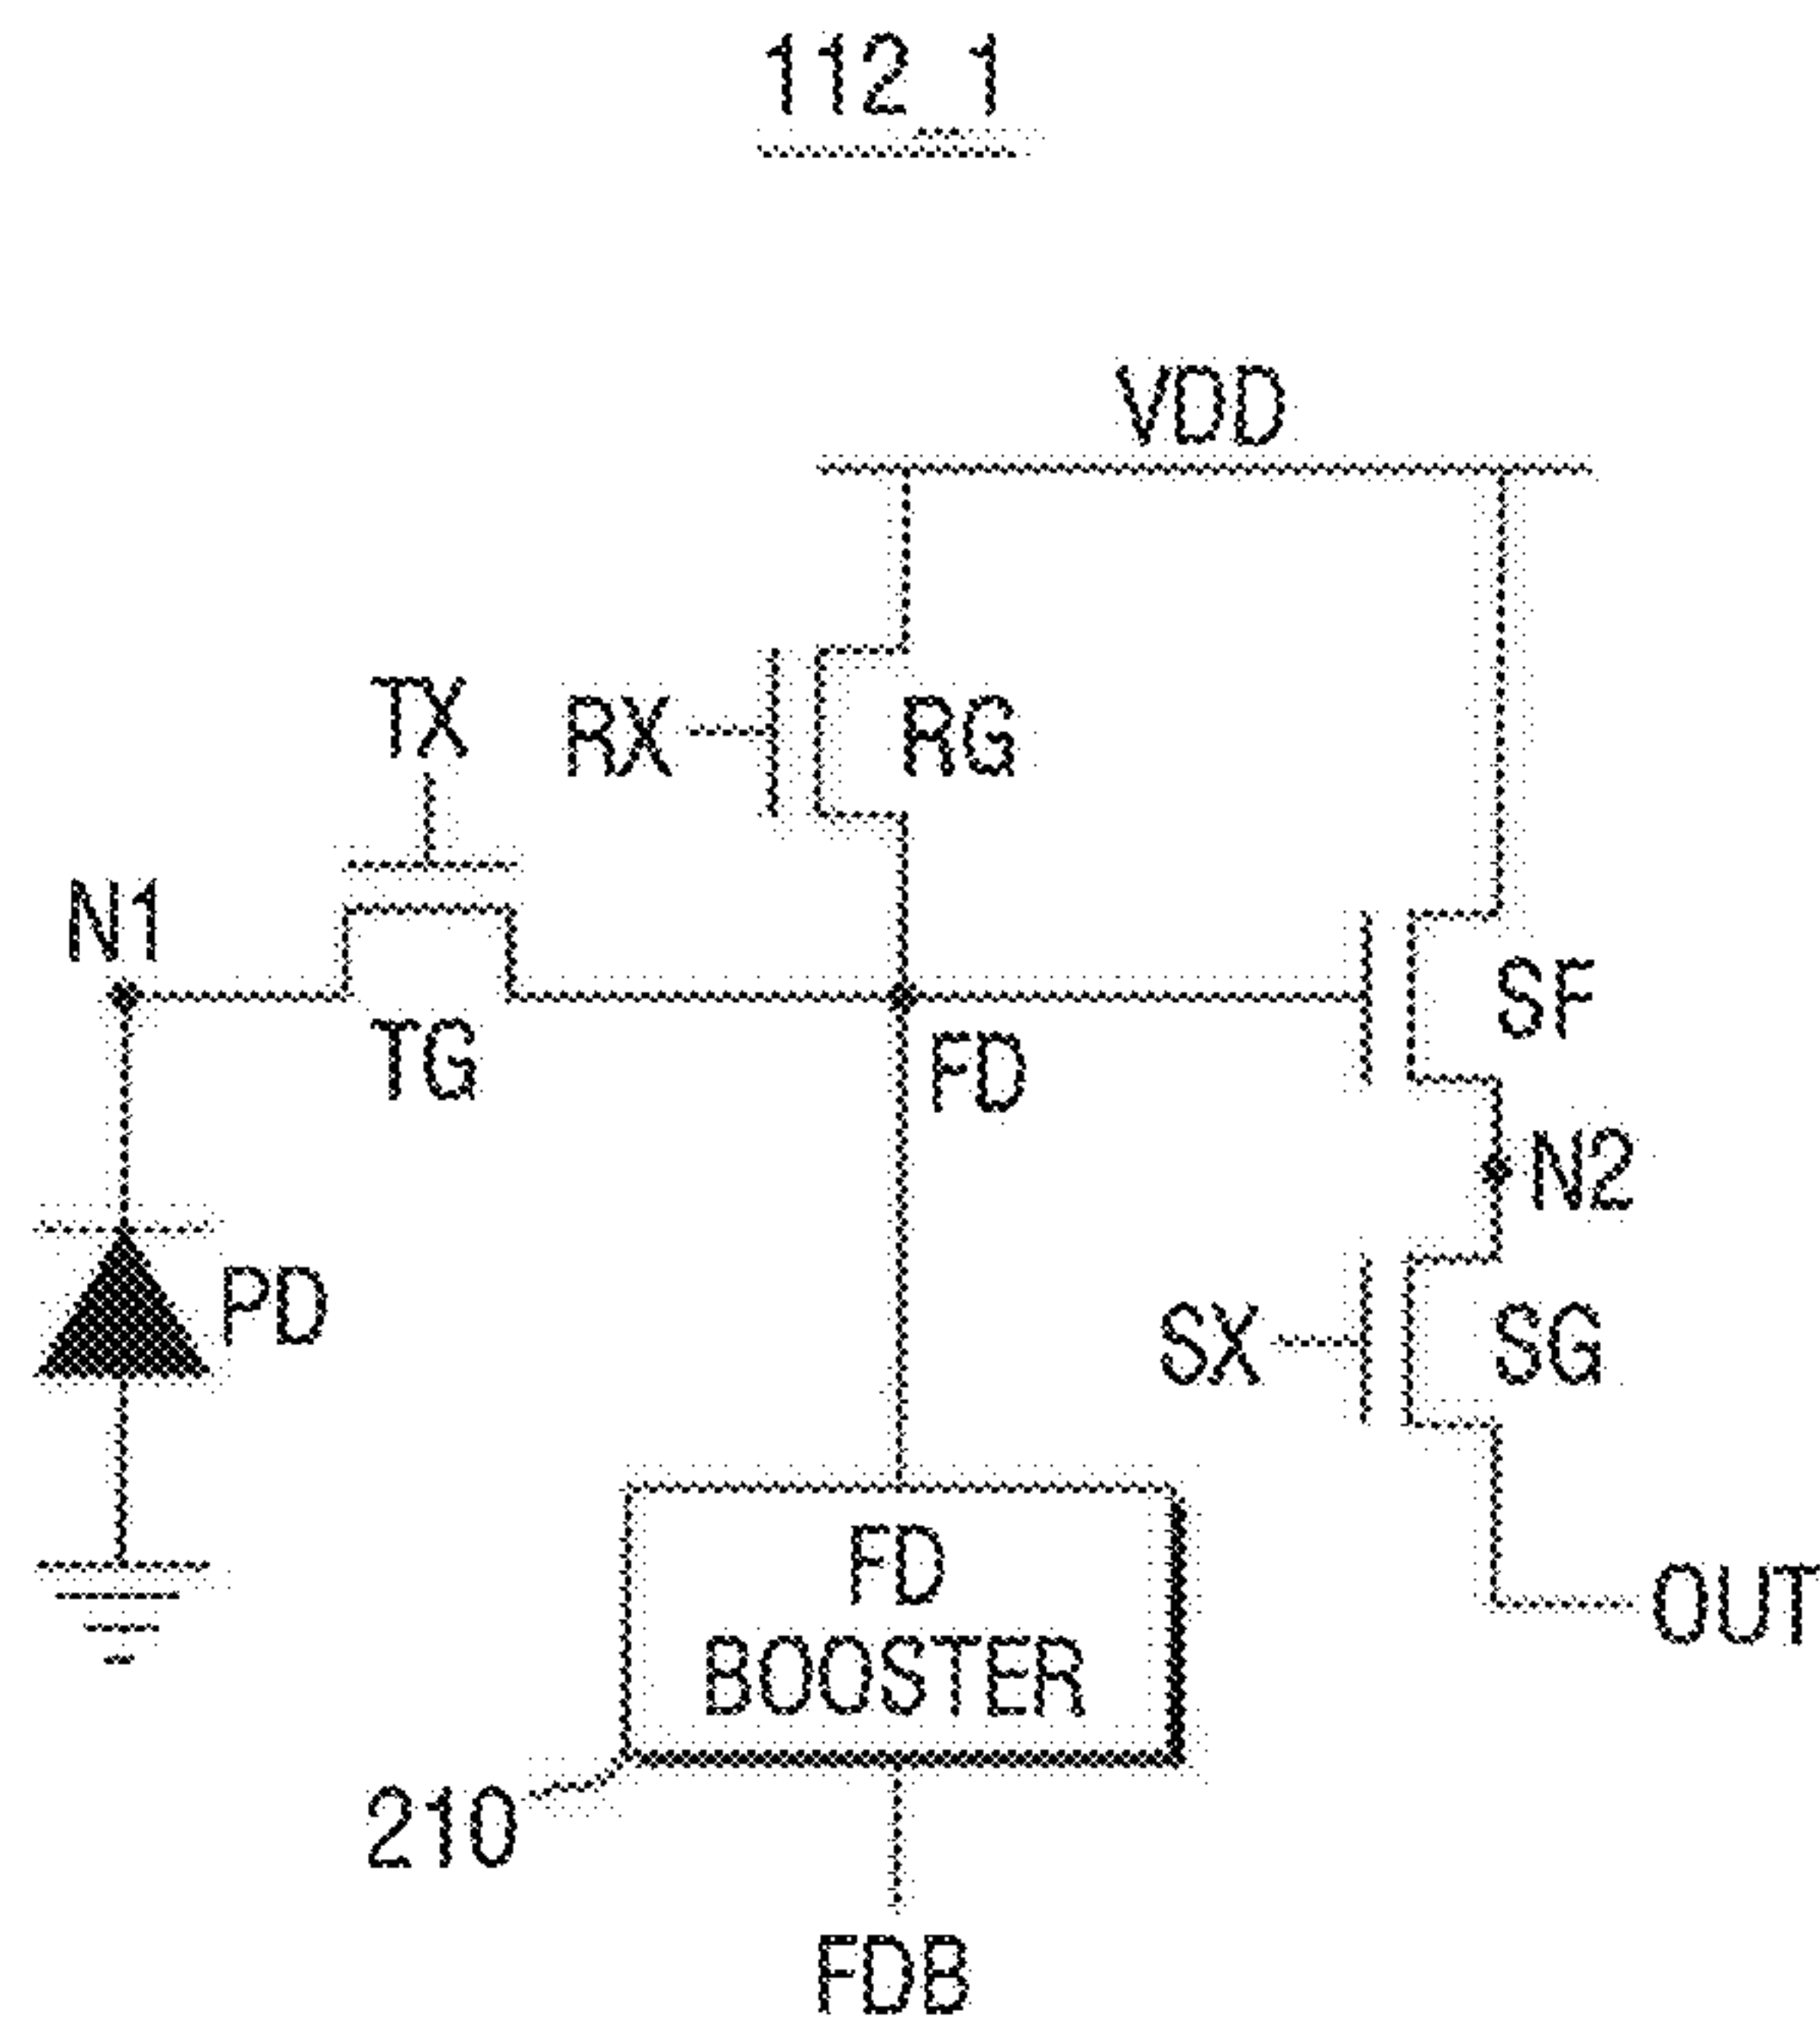 112_1
VDD
TX
RX
RG
N1
TG
FD
SF
N2
PD
SX
SG
FD
BOOSTER
OUT
210
FDB